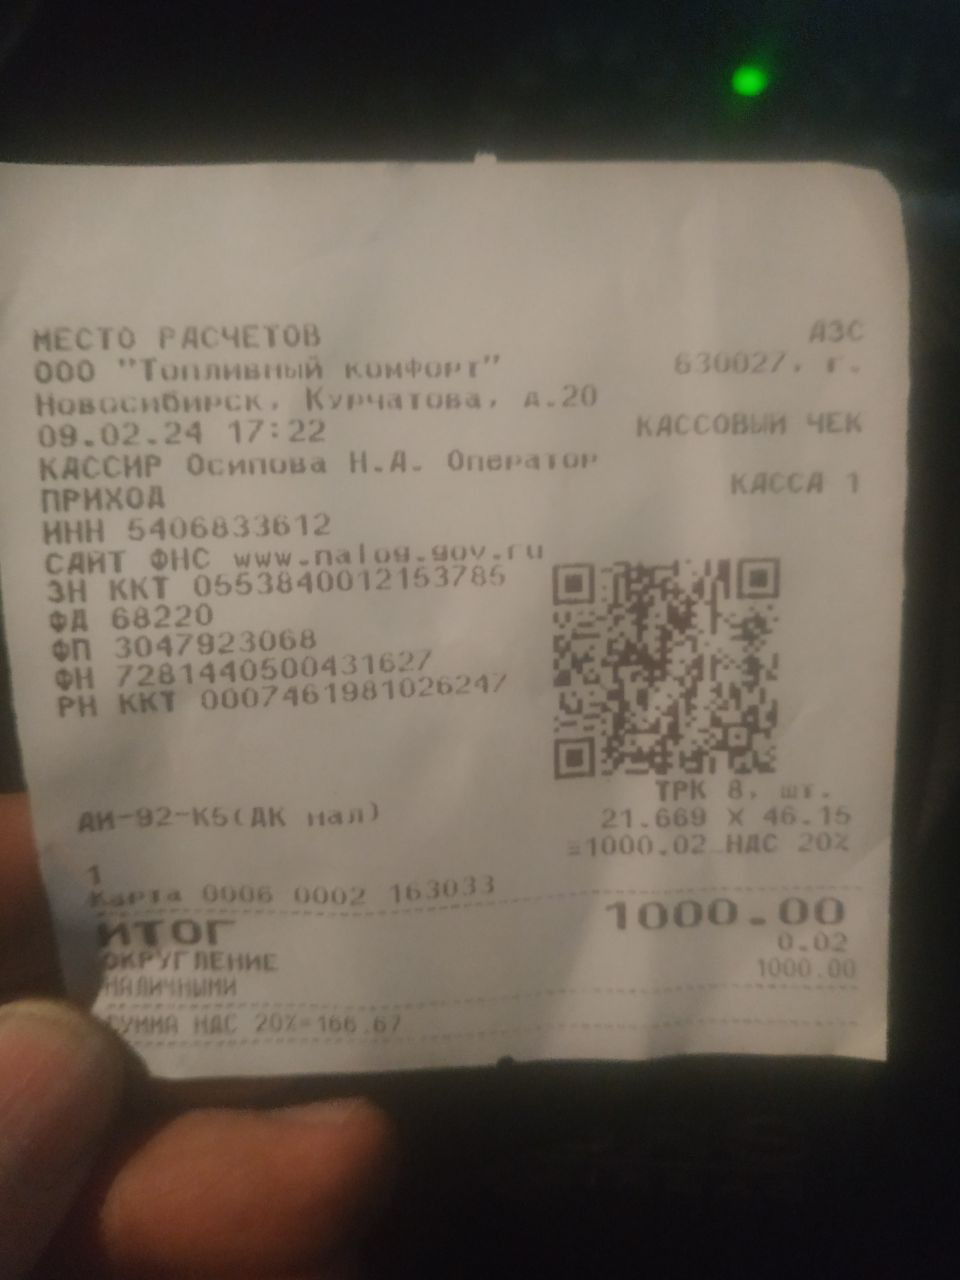 МЕСТО РАСЧЕТОВ АЗС
ООО "Топливный комфорт" 630027, г.
Новосибирск, Курчатова, д.20
09.02.24 17:22 КАССОВЫЙ ЧЕК
КАССИР Осипова Н.А. Оператор
ПРИХОД КАССА 1
ИНН 5406833612
САЙТ ФНС www.nalog.gov.ru
ЗН ККТ 0553840012153785
ФД 68220
ФП 3047923068
ФН 7281440500431627
РН ККТ 0007461981026247
ТРК 8, шт.
АИ-92-К5(ДК нал) 21.669 X 46.15
=1000.02 НДС 20%
1
Карта 0006 0002 163033
ИТОГ 1000.00
ОКРУГЛЕНИЕ 0.02
НАЛИЧНЫМИ 1000.00
СУММА НДС 20%=166.67